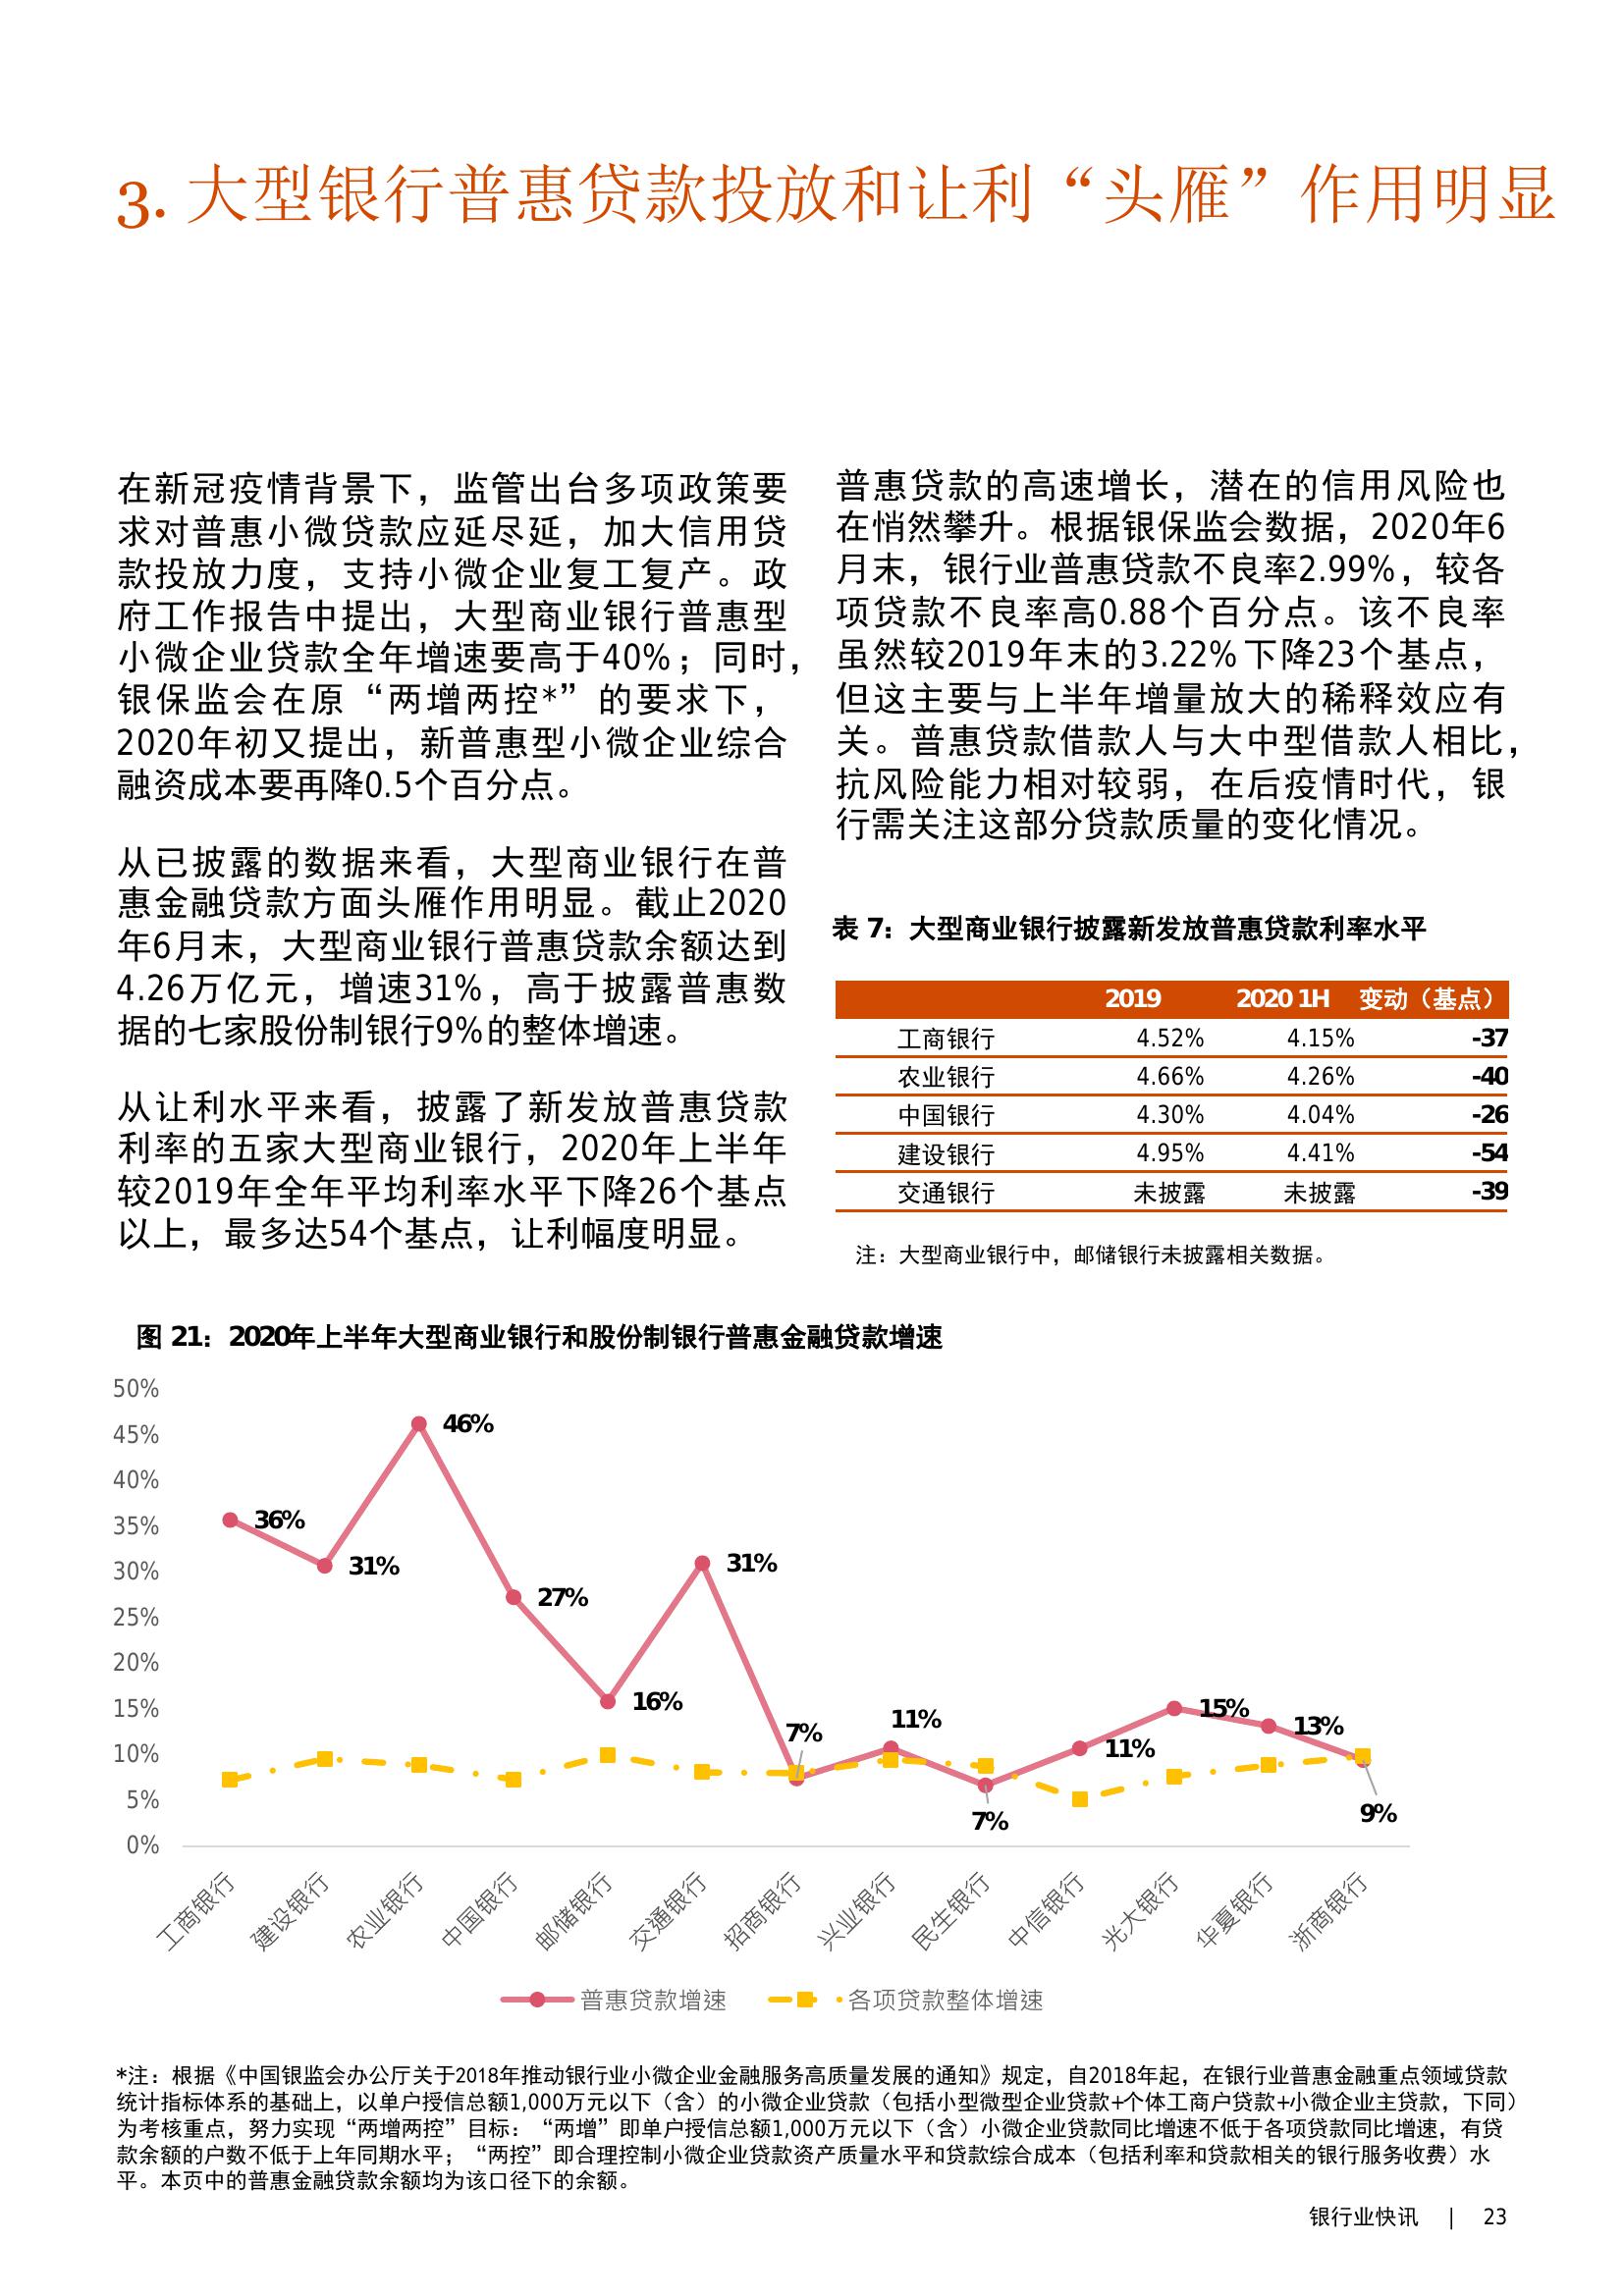 3. 大型银行普惠贷款投放和让利“头雁”作用明显
在新冠疫情背景下，监管出台多项政策要
求对普惠小微贷款应延尽延，加大信用贷
款投放力度，支持小微企业复工复产。政
府工作报告中提出，大型商业银行普惠型
小微企业贷款全年增速要高于40%；同时，
银保监会在原“两增两控*”的要求下，
2020年初又提出，新普惠型小微企业综合
融资成本要再降0.5个百分点。
从已披露的数据来看，大型商业银行在普
惠金融贷款方面头雁作用明显。截止2020
年6月末，大型商业银行普惠贷款余额达到
4.26万亿元，增速31%，高于披露普惠数
据的七家股份制银行9%的整体增速。
从让利水平来看，披露了新发放普惠贷款
利率的五家大型商业银行，2020年上半年
较2019年全年平均利率水平下降26个基点
以上，最多达54个基点，让利幅度明显。
普惠贷款的高速增长，潜在的信用风险也
在悄然攀升。根据银保监会数据，2020年6
月末，银行业普惠贷款不良率2.99%，较各
项贷款不良率高0.88个百分点。该不良率
虽然较2019年末的3.22%下降23个基点，
但这主要与上半年增量放大的稀释效应有
关。普惠贷款借款人与大中型借款人相比，
抗风险能力相对较弱，在后疫情时代，银
行需关注这部分贷款质量的变化情况。
表 7：大型商业银行披露新发放普惠贷款利率水平
2019 2020 1H 变动（基点）
工商银行 4.52% 4.15% -37
农业银行 4.66% 4.26% -40
中国银行 4.30% 4.04% -26
建设银行 4.95% 4.41% -54
交通银行 未披露 未披露 -39
注：大型商业银行中，邮储银行未披露相关数据。
图 21：2020年上半年大型商业银行和股份制银行普惠金融贷款增速
50%
45%
40%
35%
30%
25%
20%
15%
10%
5%
0%
36%
31%
46%
27%
16%
31%
7%
11%
7%
11%
15%
13%
9%
工商银行
建设银行
农业银行
中国银行
邮储银行
交通银行
招商银行
兴业银行
民生银行
中信银行
光大银行
华夏银行
浙商银行
普惠贷款增速 各项贷款整体增速
*注：根据《中国银监会办公厅关于2018年推动银行业小微企业金融服务高质量发展的通知》规定，自2018年起，在银行业普惠金融重点领域贷款
统计指标体系的基础上，以单户授信总额1,000万元以下（含）的小微企业贷款（包括小型微型企业贷款+个体工商户贷款+小微企业主贷款，下同）
为考核重点，努力实现“两增两控”目标：“两增”即单户授信总额1,000万元以下（含）小微企业贷款同比增速不低于各项贷款同比增速，有贷
款余额的户数不低于上年同期水平；“两控”即合理控制小微企业贷款资产质量水平和贷款综合成本（包括利率和贷款相关的银行服务收费）水
平。本页中的普惠金融贷款余额均为该口径下的余额。
银行业快讯 | 23